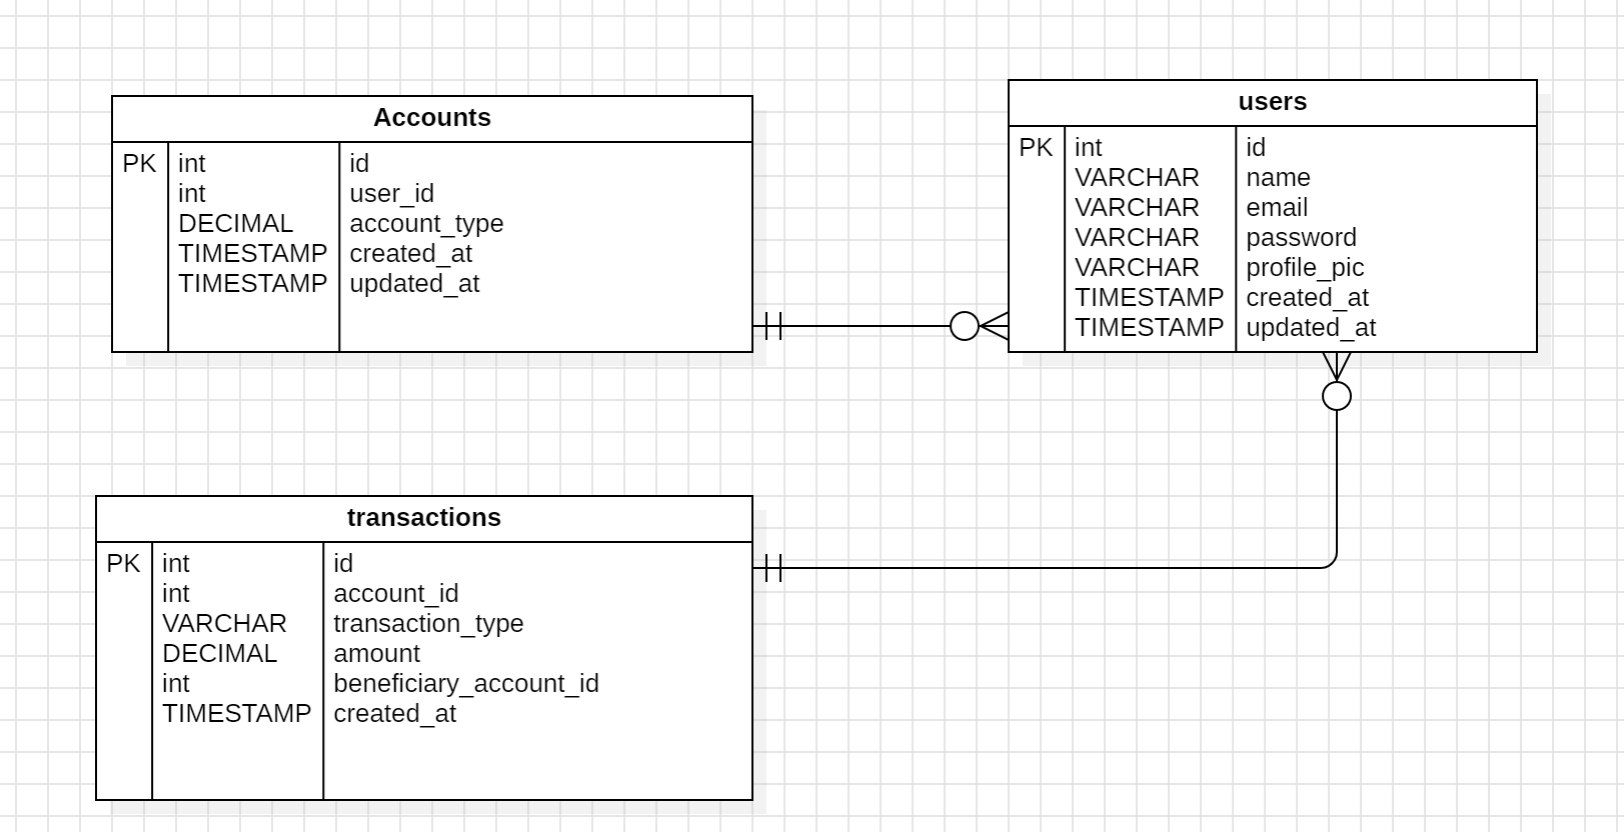 Accounts
PK int id
int user_id
DECIMAL account_type
TIMESTAMP created_at
TIMESTAMP updated_at
users
PK int id
VARCHAR name
VARCHAR email
VARCHAR password
VARCHAR profile_pic
TIMESTAMP created_at
TIMESTAMP updated_at
transactions
PK int id
int account_id
VARCHAR transaction_type
DECIMAL amount
int beneficiary_account_id
TIMESTAMP created_at